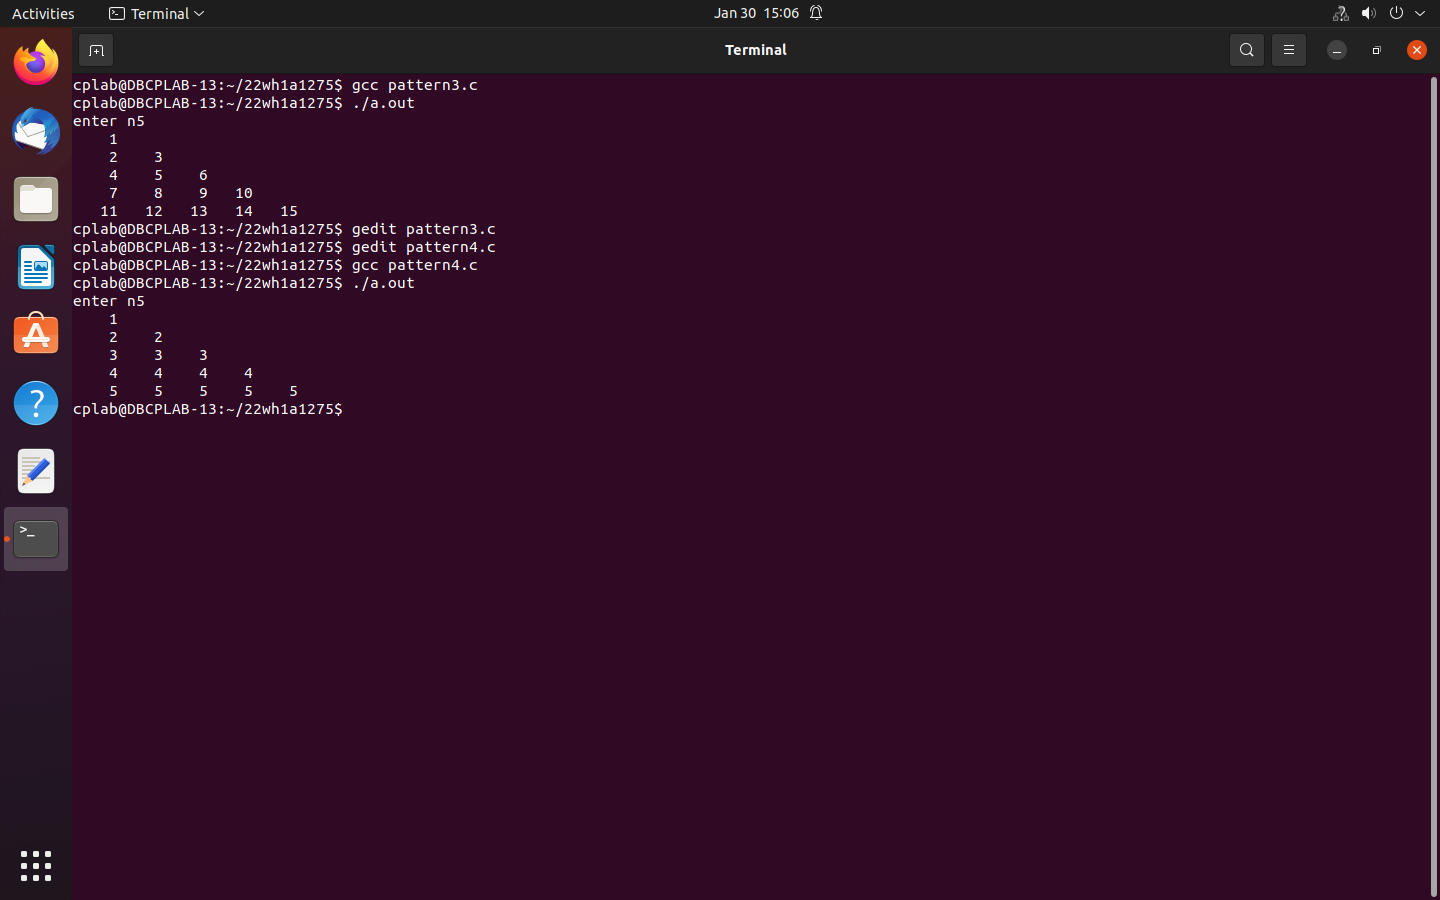 Activities Terminal Jan 30 15:06
Terminal
cplab@DBCPLAB-13:~/22wh1a1275$ gcc pattern3.c
cplab@DBCPLAB-13:~/22wh1a1275$ ./a.out
enter n5
    1
    2    3
    4    5    6
    7    8    9   10
   11   12   13   14   15
cplab@DBCPLAB-13:~/22wh1a1275$ gedit pattern3.c
cplab@DBCPLAB-13:~/22wh1a1275$ gedit pattern4.c
cplab@DBCPLAB-13:~/22wh1a1275$ gcc pattern4.c
cplab@DBCPLAB-13:~/22wh1a1275$ ./a.out
enter n5
    1
    2    2
    3    3    3
    4    4    4    4
    5    5    5    5    5
cplab@DBCPLAB-13:~/22wh1a1275$